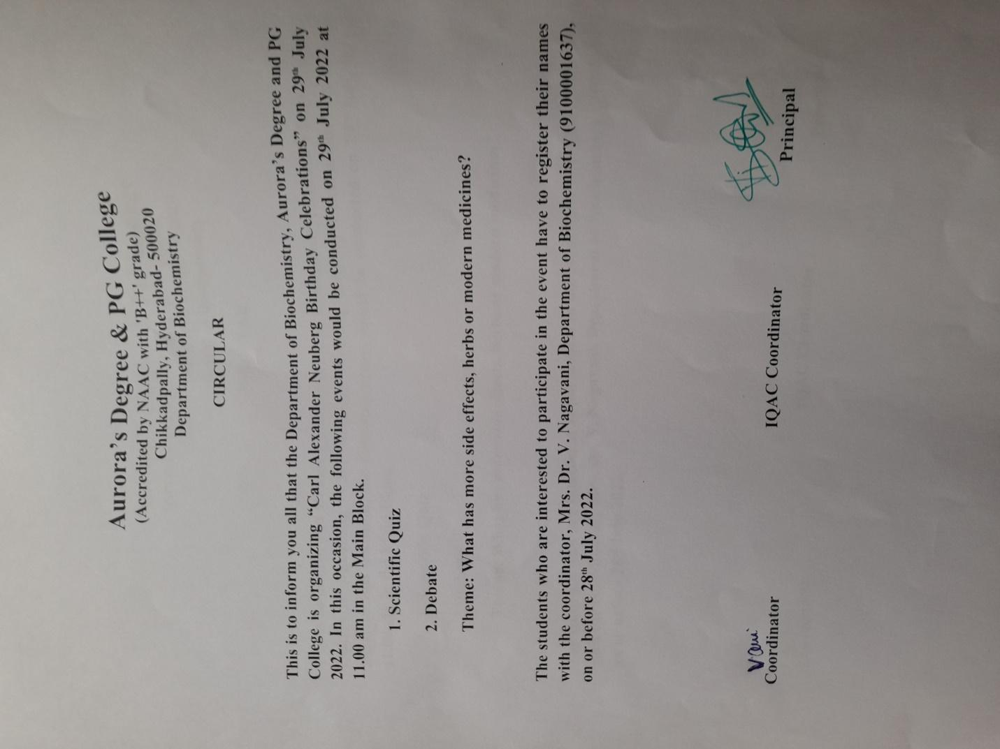 Aurora's Degree & PG College
(Accredited by NAAC with 'B++' grade)
Chikkadpally, Hyderabad- 500020
Department of Biochemistry
CIRCULAR
This is to inform you all that the Department of Biochemistry, Aurora's Degree and PG
College is organizing “Carl Alexander Neuberg Birthday Celebrations” on 29th July
2022. In this occasion, the following events would be conducted on 29th July 2022 at
11.00 am in the Main Block.
1. Scientific Quiz
2. Debate
Theme: What has more side effects, herbs or modern medicines?
The students who are interested to participate in the event have to register their names
with the coordinator, Mrs. Dr. V. Nagavani, Department of Biochemistry (9100001637),
on or before 28th July 2022.
Coordinator IQAC Coordinator Principal